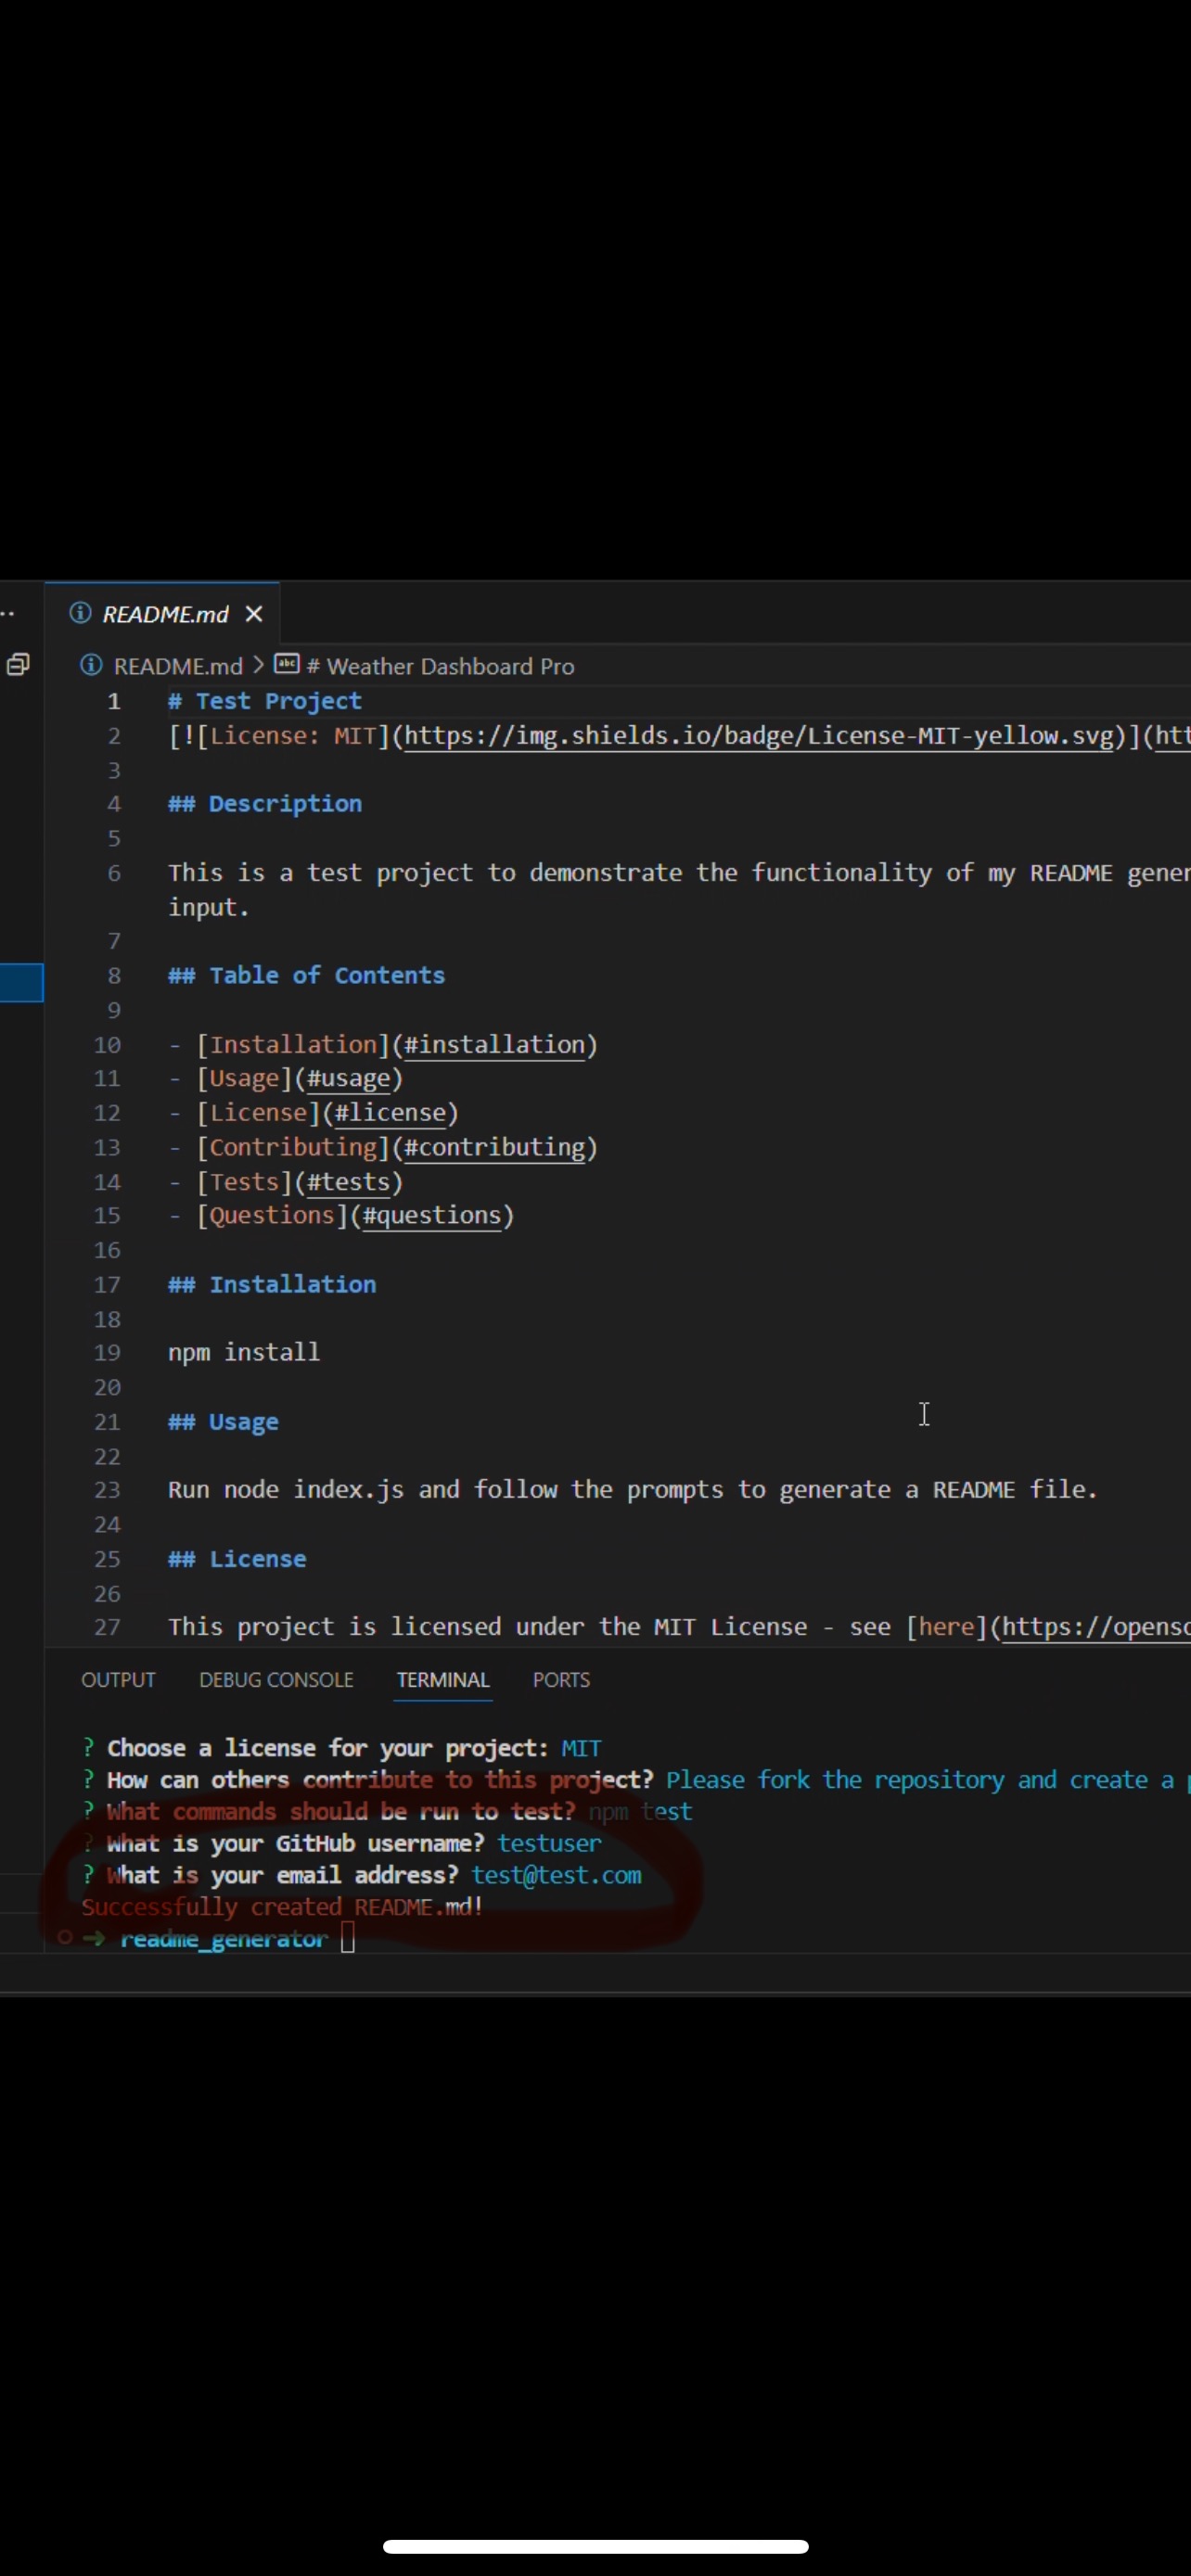 README.md
README.md > # Weather Dashboard Pro
1 # Test Project
2 [![License: MIT](https://img.shields.io/badge/License-MIT-yellow.svg)](htt
3
4 ## Description
5
6 This is a test project to demonstrate the functionality of my README gener
input.
7
8 ## Table of Contents
9
10 - [Installation](#installation)
11 - [Usage](#usage)
12 - [License](#license)
13 - [Contributing](#contributing)
14 - [Tests](#tests)
15 - [Questions](#questions)
16
17 ## Installation
18
19 npm install
20
21 ## Usage
22
23 Run node index.js and follow the prompts to generate a README file.
24
25 ## License
26
27 This project is licensed under the MIT License - see [here](https://openso
OUTPUT DEBUG CONSOLE TERMINAL PORTS
? Choose a license for your project: MIT
? How can others contribute to this project? Please fork the repository and create a p
? What commands should be run to test? npm test
? What is your GitHub username? testuser
? What is your email address? test@test.com
Successfully created README.md!
→ readme_generator